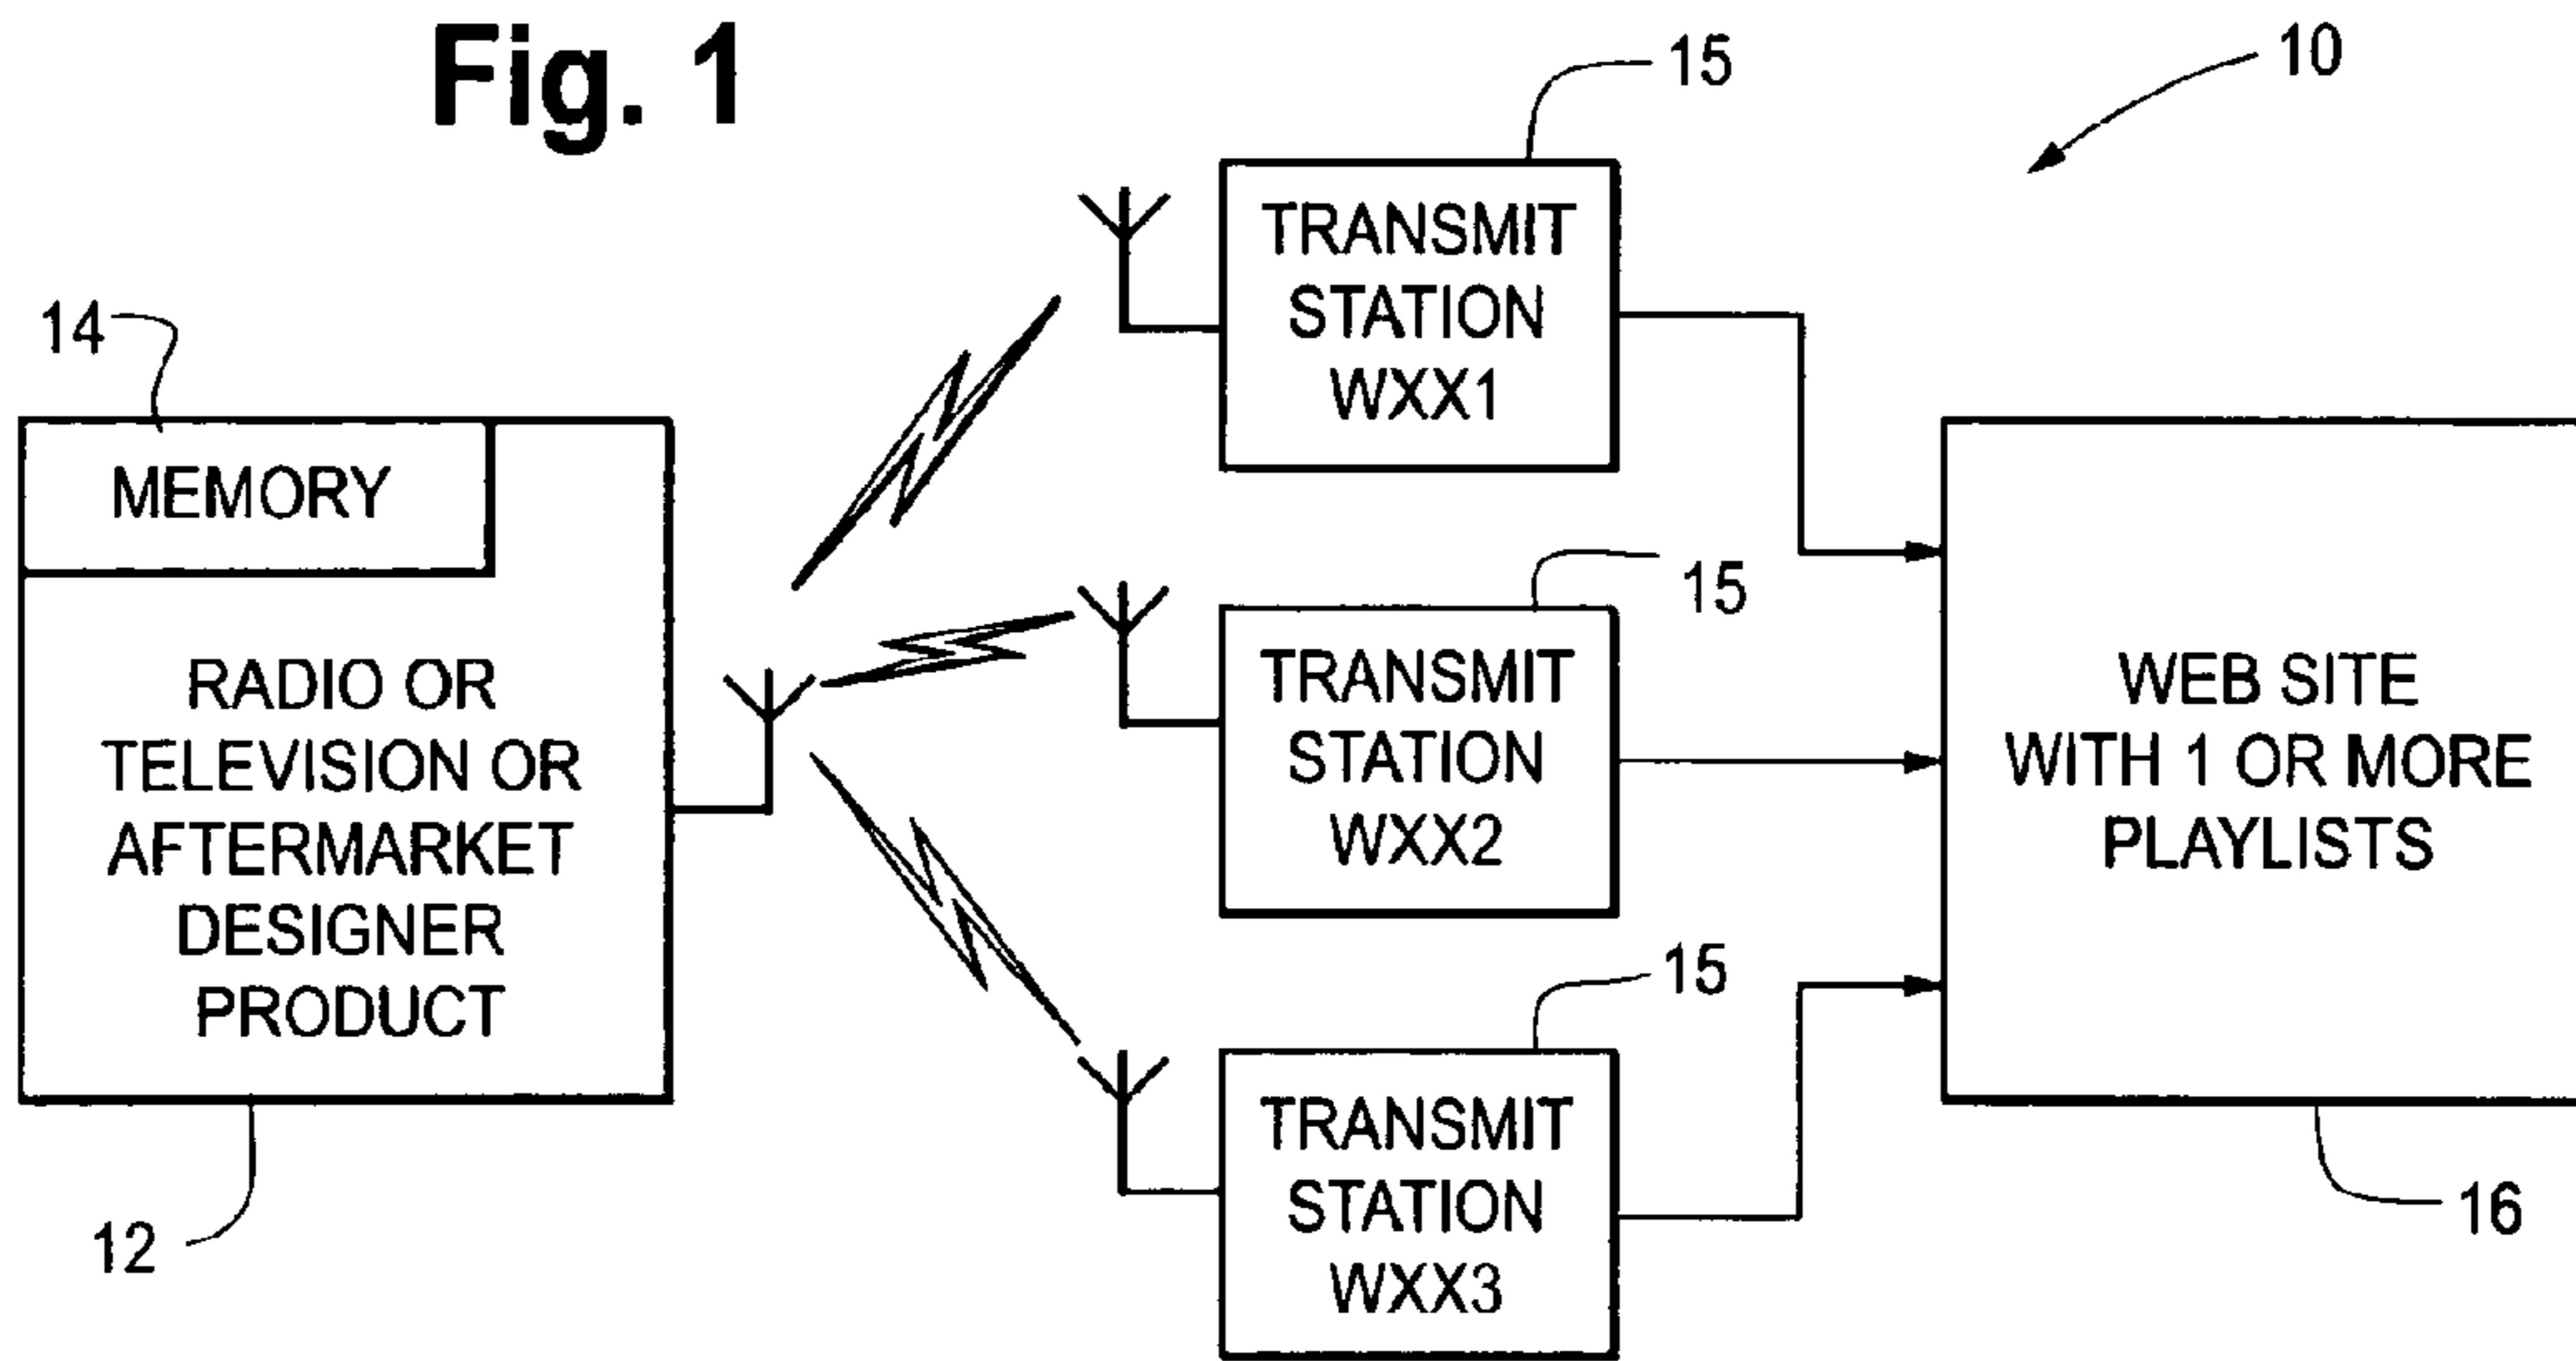 Fig. 1
10
14
MEMORY
RADIO OR
TELEVISION OR
AFTERMARKET
DESIGNER
PRODUCT
12
15
TRANSMIT
STATION
WXX1
15
TRANSMIT
STATION
WXX2
15
TRANSMIT
STATION
WXX3
WEB SITE
WITH 1 OR MORE
PLAYLISTS
16